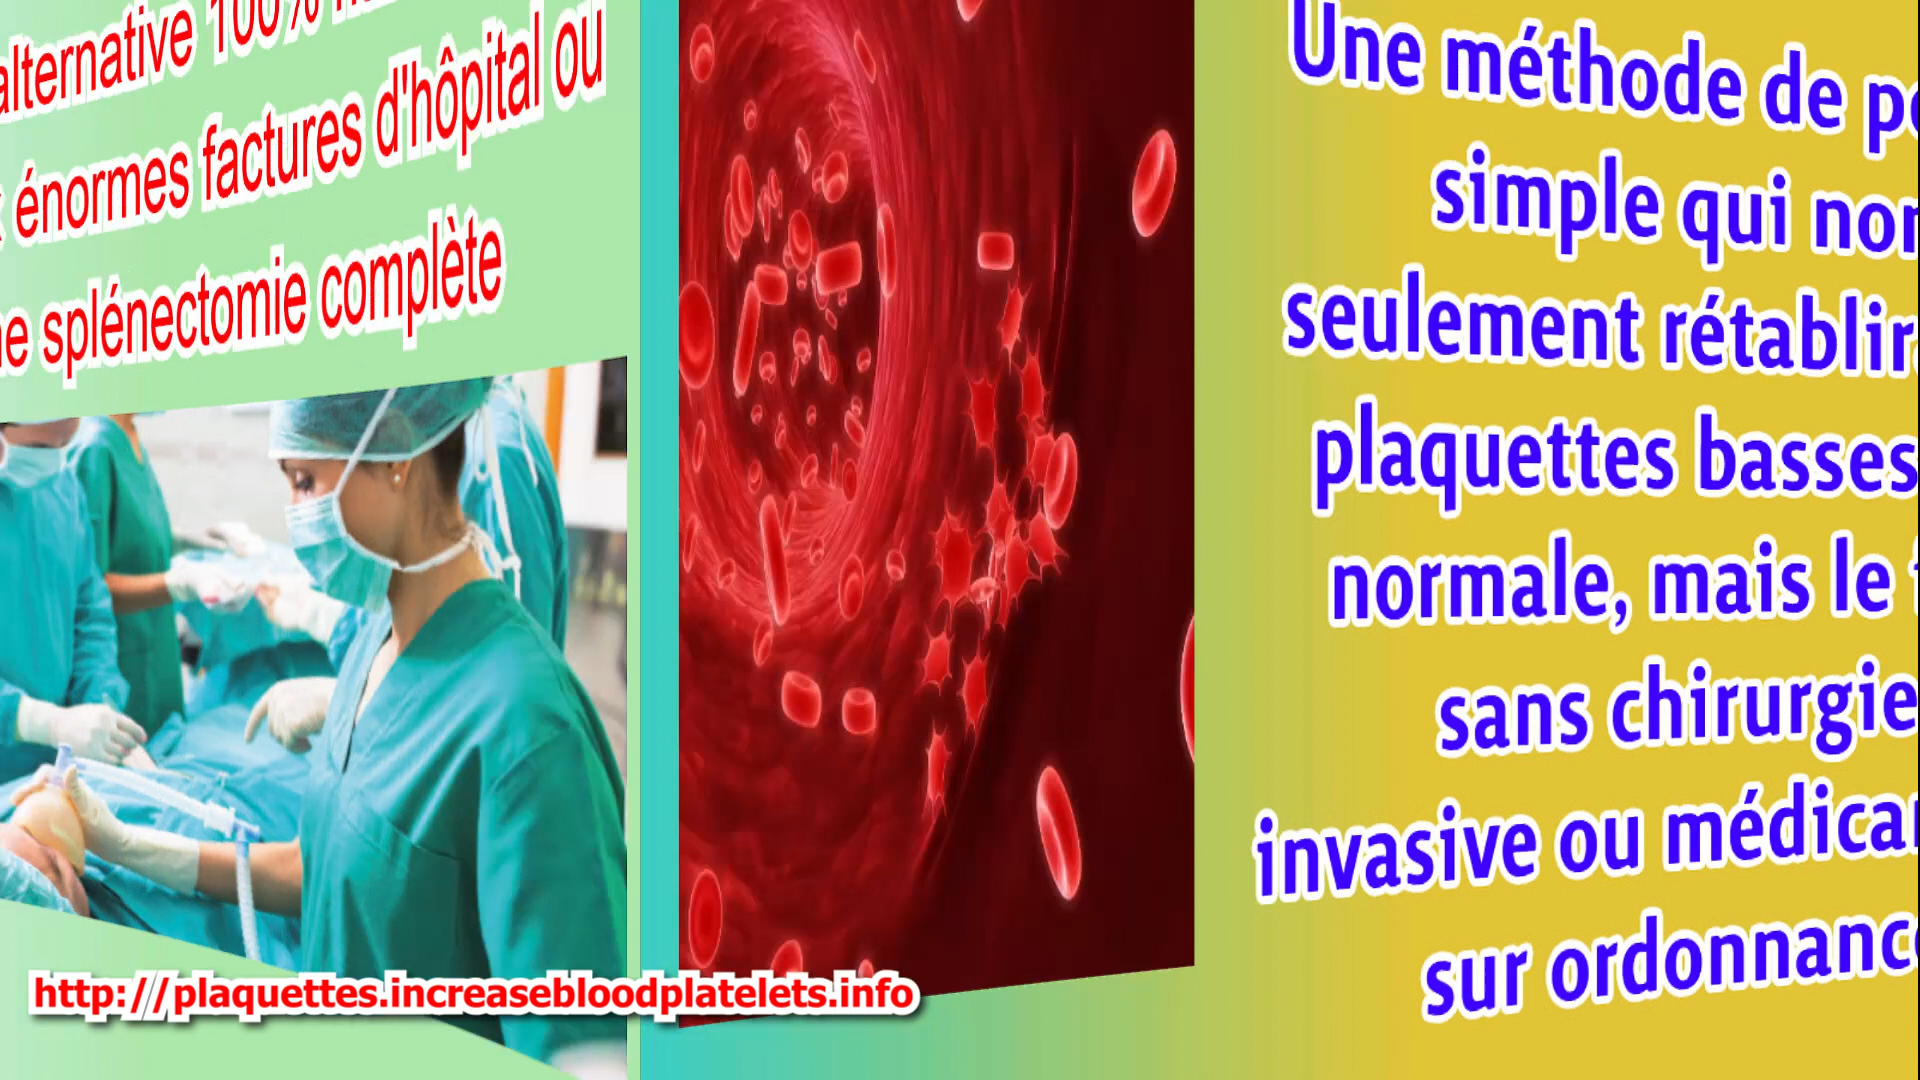 alternative 100%
énormes factures d'hôpital ou
splénectomie complète
Une méthode de
simple qui
seulement
plaquettes basses
normale, mais le
sans chirurgie
invasive ou
sur
http://plaquettes.increasebloodplatelets.info